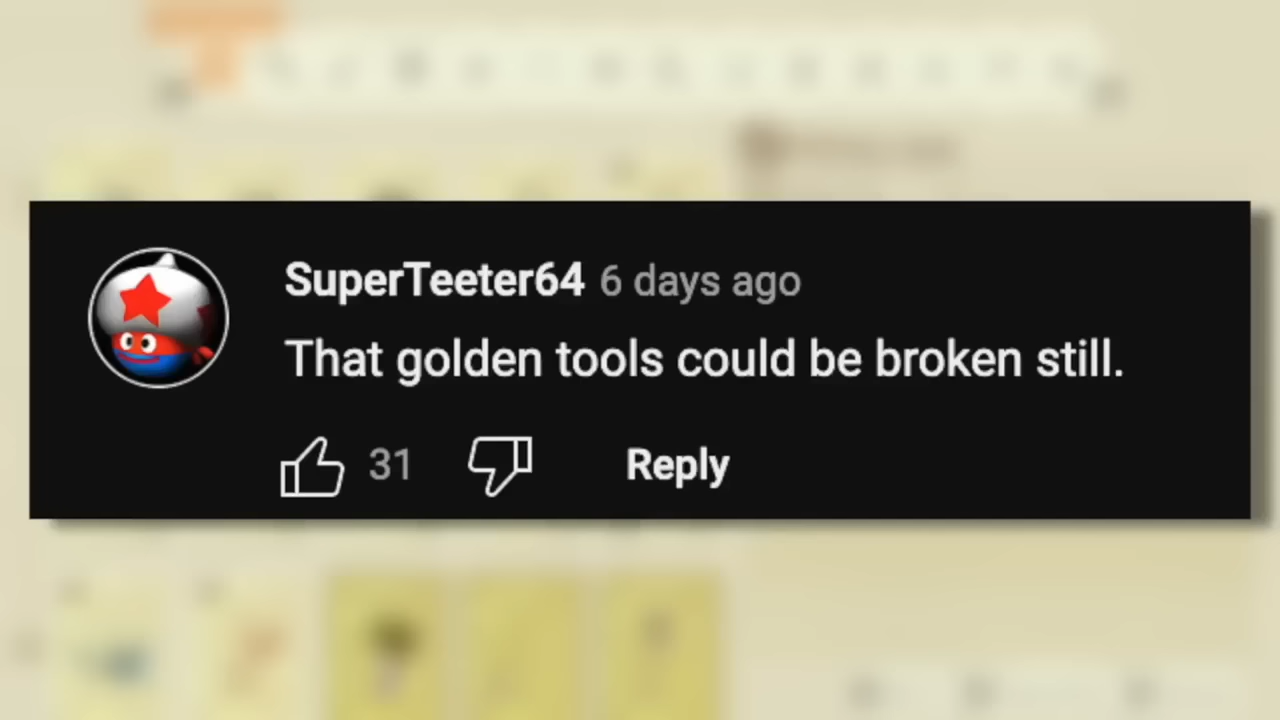 SuperTeeter64 6 days ago
That golden tools could be broken still.
31 Reply